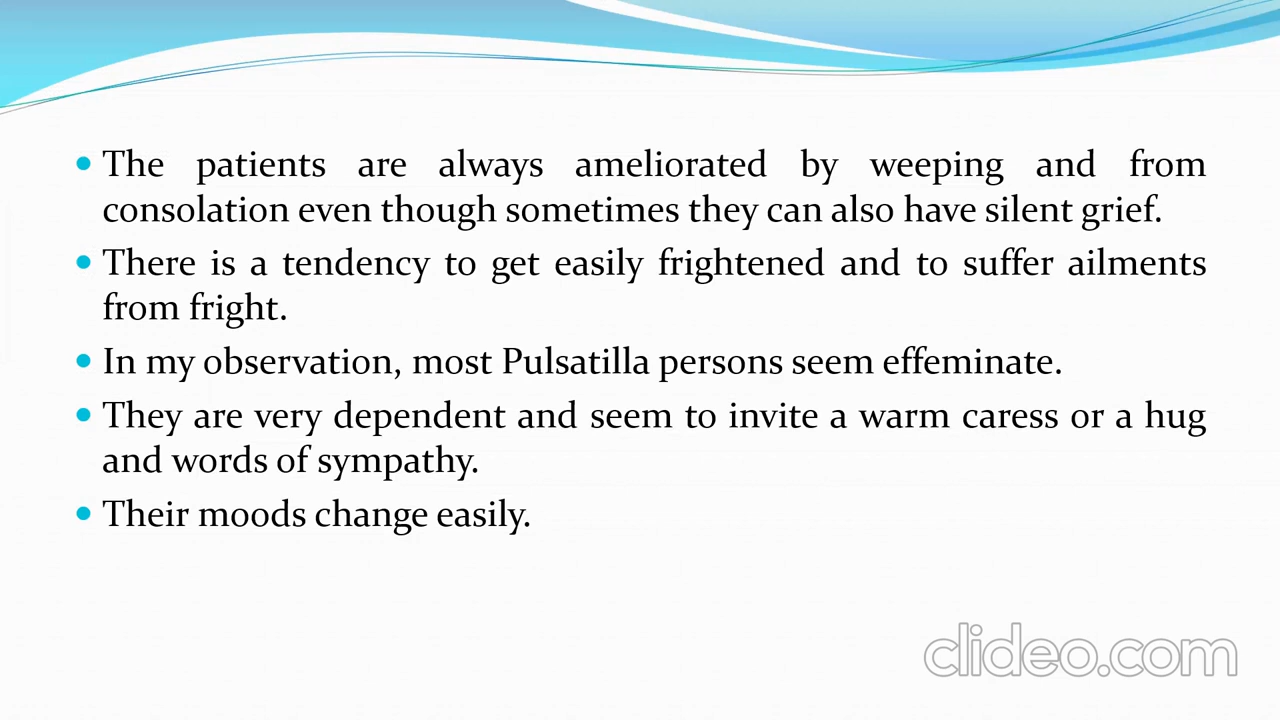 • The patients are always ameliorated by weeping and from
consolation even though sometimes they can also have silent grief.
• There is a tendency to get easily frightened and to suffer ailments
from fright.
• In my observation, most Pulsatilla persons seem effeminate.
• They are very dependent and seem to invite a warm caress or a hug
and words of sympathy.
• Their moods change easily.
clideo.com